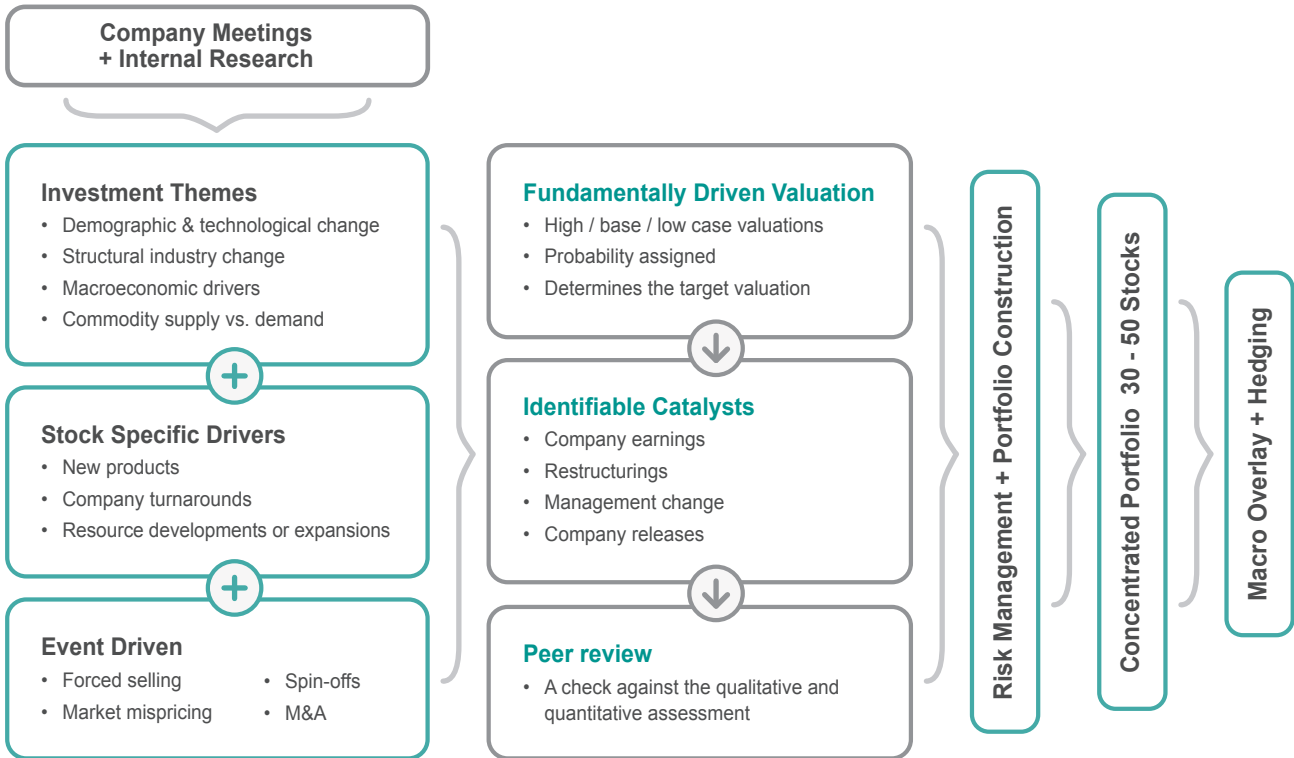 Company Meetings
+ Internal Research
Investment Themes
• Demographic & technological change
• Structural industry change
• Macroeconomic drivers
• Commodity supply vs. demand
+
Stock Specific Drivers
• New products
• Company turnarounds
• Resource developments or expansions
+
Event Driven
• Forced selling
• Market mispricing
• Spin-offs
• M&A
Fundamentally Driven Valuation
• High / base / low case valuations
• Probability assigned
• Determines the target valuation
Identifiable Catalysts
• Company earnings
• Restructurings
• Management change
• Company releases
Peer review
• A check against the qualitative and
quantitative assessment
Risk Management + Portfolio Construction
Concentrated Portfolio 30 - 50 Stocks
Macro Overlay + Hedging